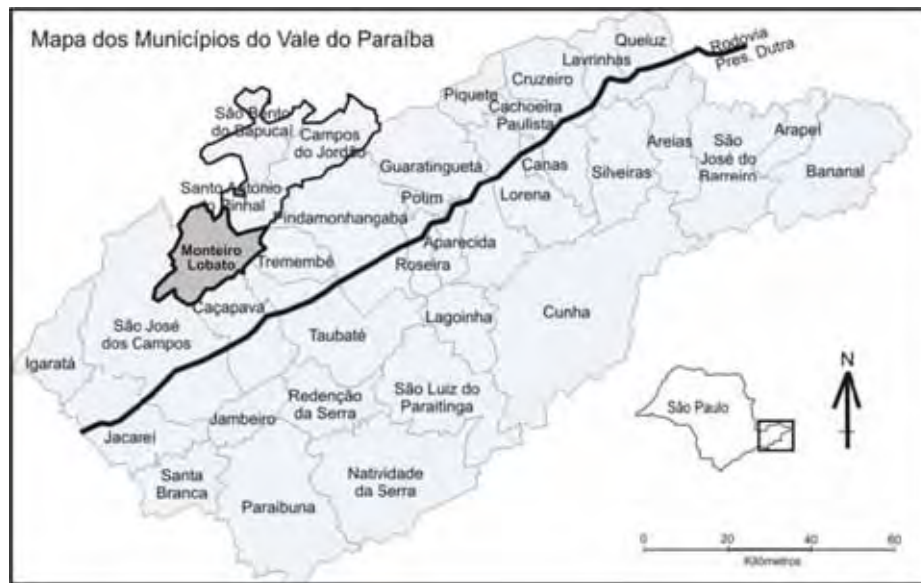 Mapa dos Municípios do Vale do Paraíba
Queluz
Rodovia
Pres. Dutra
Lavrinhas
Cruzeiro
Piquete
Cachoeira
Paulista
São Bento
do Sapucaí
Campos
do Jordão
Guaratinguetá
Canas
Silveiras
Areias
São
José do
Barreiro
Arapeí
Bananal
Santo Antonio
do Pinhal
Pindamonhangaba
Potim
Lorena
Monteiro
Lobato
Tremembé
Aparecida
Roseira
Caçapava
São José
dos Campos
Taubaté
Lagoinha
Cunha
Igaratá
Redenção
da Serra
São Luiz do
Paraitinga
Jambeiro
Jacareí
Santa
Branca
Paraibuna
Natividade
da Serra
São Paulo
N
0 20 40 60
Kilômetros